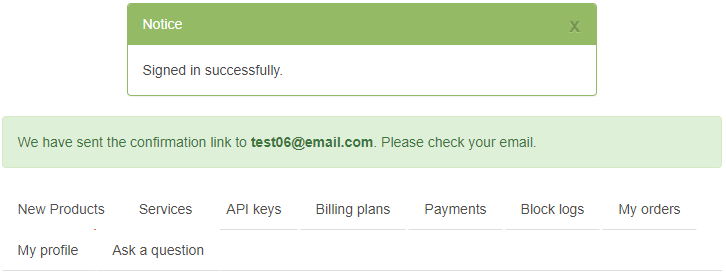 Notice X
Signed in successfully.
We have sent the confirmation link to test06@email.com. Please check your email.
New Products Services API keys Billing plans Payments Block logs My orders
My profile Ask a question